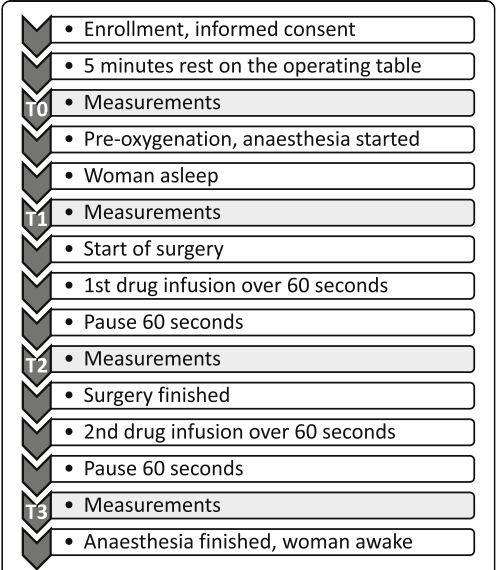 • Enrollment, informed consent
• 5 minutes rest on the operating table
T0 • Measurements
• Pre-oxygenation, anaesthesia started
• Woman asleep
T1 • Measurements
• Start of surgery
• 1st drug infusion over 60 seconds
• Pause 60 seconds
T2 • Measurements
• Surgery finished
• 2nd drug infusion over 60 seconds
• Pause 60 seconds
T3 • Measurements
• Anaesthesia finished, woman awake